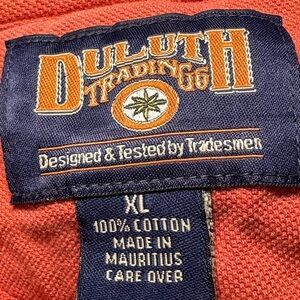 DULUTH
TRADING CO
Designed & Tested by Tradesmen
XL
100% COTTON
MADE IN
MAURITIUS
CARE OVER